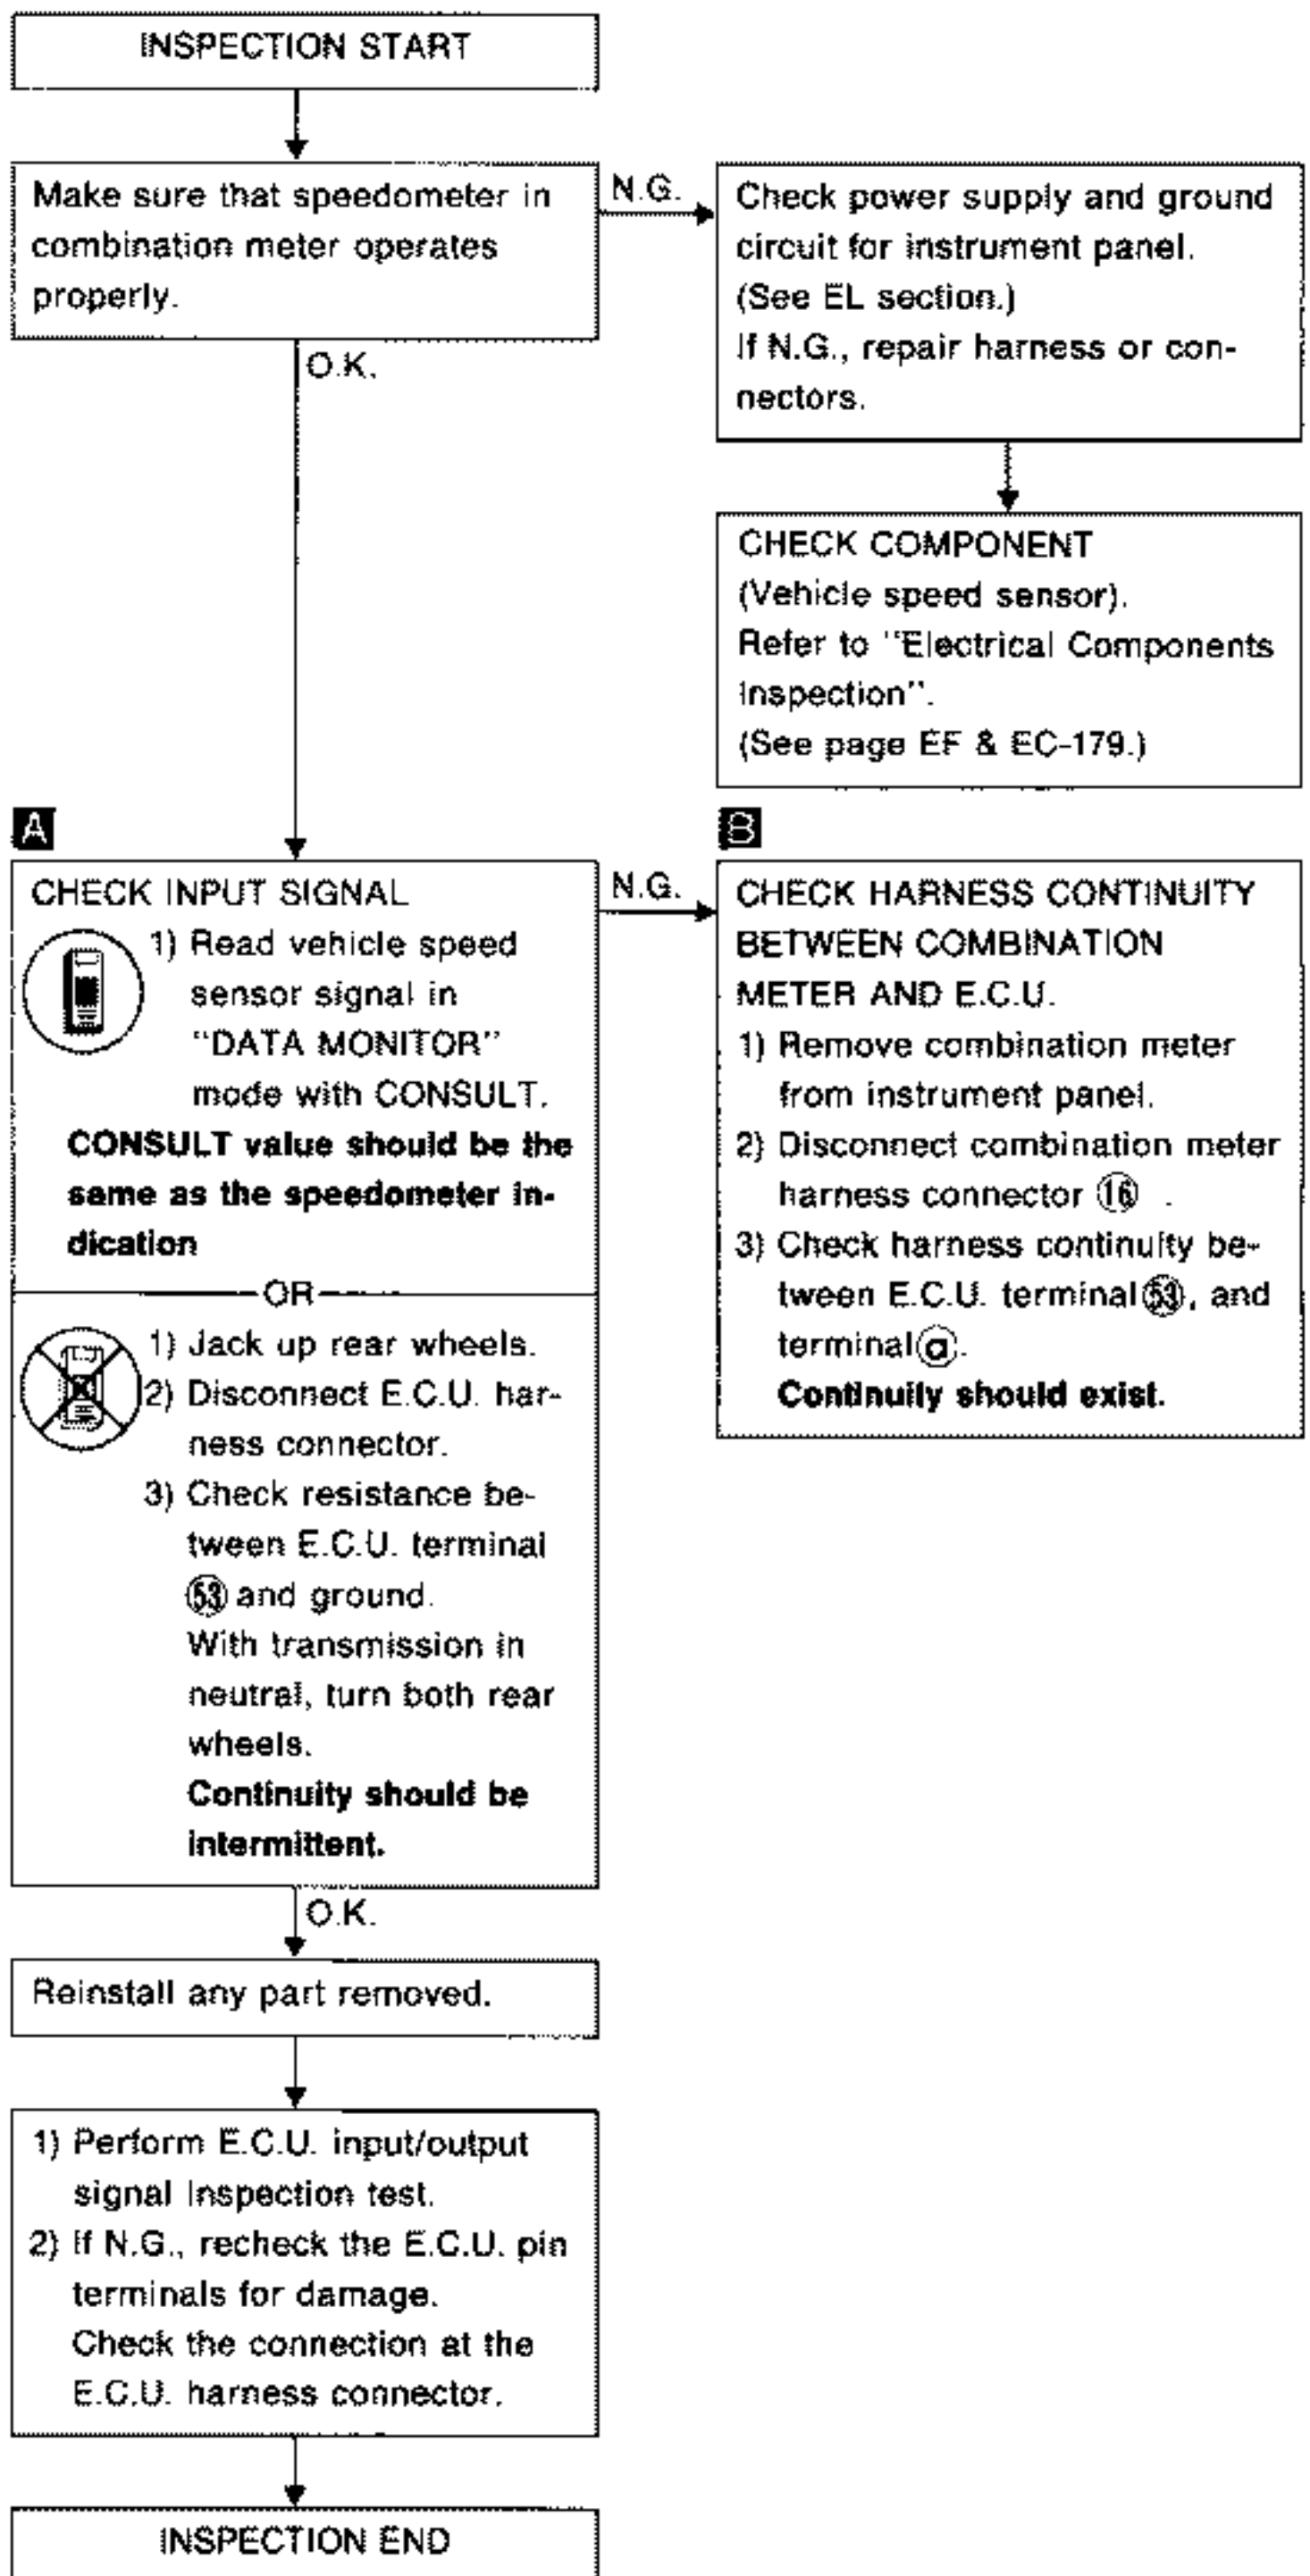 INSPECTION START
Make sure that speedometer in
combination meter operates
properly.
N.G.
Check power supply and ground
circuit for instrument panel.
(See EL section.)
If N.G., repair harness or con-
nectors.
O.K.
CHECK COMPONENT
(Vehicle speed sensor).
Refer to "Electrical Components
Inspection".
(See page EF & EC-179.)
A
CHECK INPUT SIGNAL
1) Read vehicle speed
sensor signal in
"DATA MONITOR"
mode with CONSULT.
CONSULT value should be the
same as the speedometer in-
dication
OR
1) Jack up rear wheels.
2) Disconnect E.C.U. har-
ness connector.
3) Check resistance be-
tween E.C.U. terminal
53 and ground.
With transmission in
neutral, turn both rear
wheels.
Continuity should be
intermittent.
N.G.
B
CHECK HARNESS CONTINUITY
BETWEEN COMBINATION
METER AND E.C.U.
1) Remove combination meter
from instrument panel.
2) Disconnect combination meter
harness connector 16 .
3) Check harness continuity be-
tween E.C.U. terminal 53, and
terminal a.
Continuity should exist.
O.K.
Reinstall any part removed.
1) Perform E.C.U. input/output
signal Inspection test.
2) If N.G., recheck the E.C.U. pin
terminals for damage.
Check the connection at the
E.C.U. harness connector.
INSPECTION END